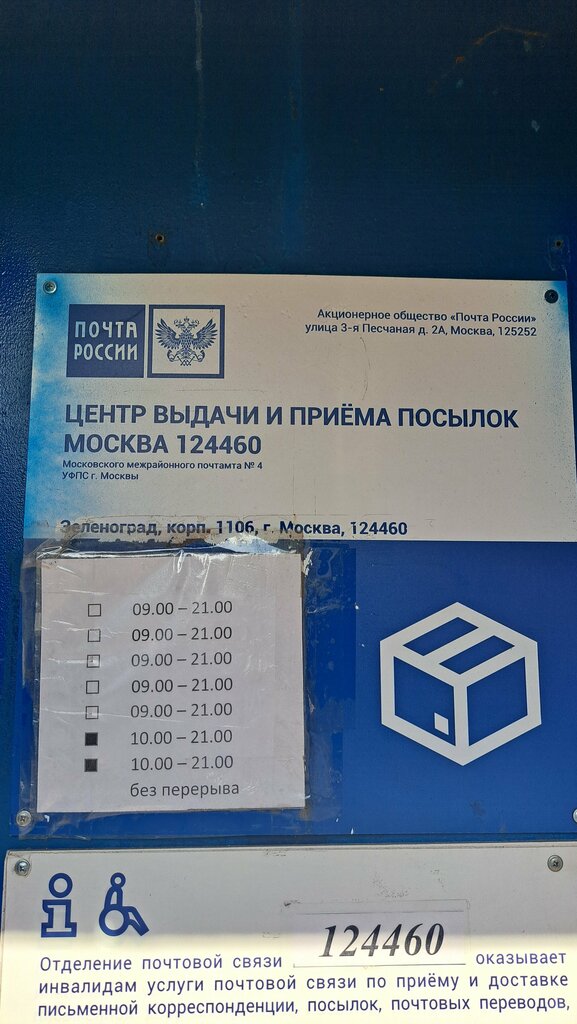 ПОЧТА
РОССИИ
Акционерное общество «Почта России»
улица 3-я Песчаная д. 2А, Москва, 125252
ЦЕНТР ВЫДАЧИ И ПРИЁМА ПОСЫЛОК
МОСКВА 124460
Московского межрайонного почтамта № 4
УФПС г. Москвы
Зеленоград, корп. 1106, г. Москва, 124460
09.00 – 21.00
09.00 – 21.00
09.00 – 21.00
09.00 – 21.00
09.00 – 21.00
10.00 – 21.00
10.00 – 21.00
без перерыва
Отделение почтовой связи 124460 оказывает
инвалидам услуги почтовой связи по приёму и доставке
письменной корреспонденции, посылок, почтовых переводов,